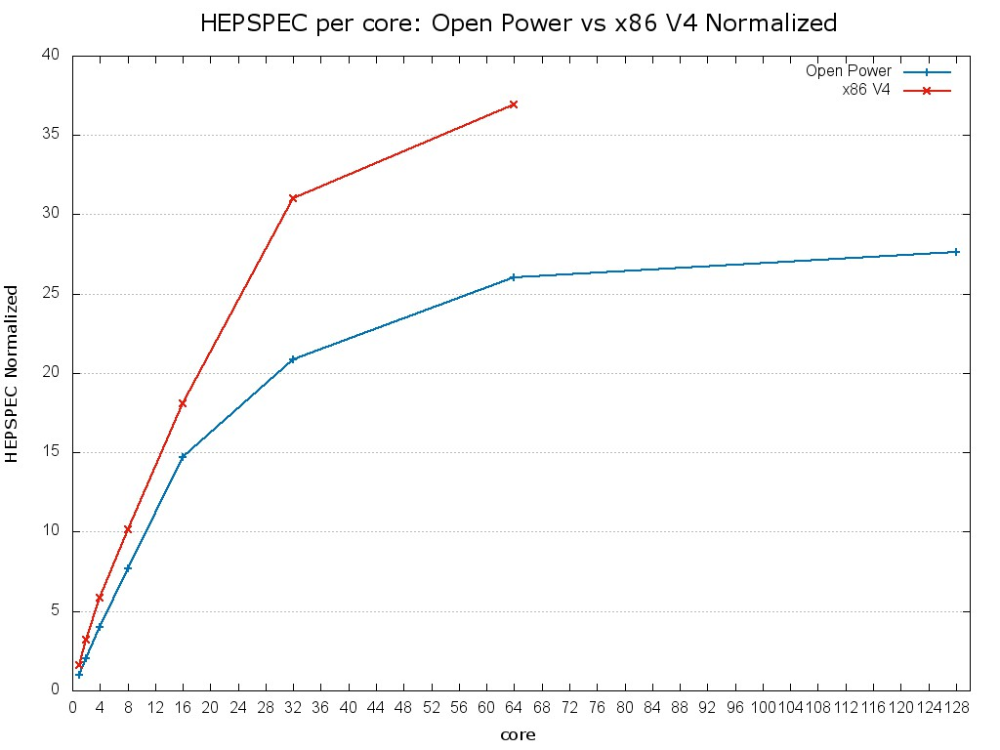 HEPSPEC per core: Open Power vs x86 V4 Normalized
Open Power
x86 V4
40
35
30
25
20
15
10
5
0
HEPSPEC Normalized
0 4 8 12 16 20 24 28 32 36 40 44 48 52 56 60 64 68 72 76 80 84 88 92 96 100 104 108 112 116 120 124 128
core